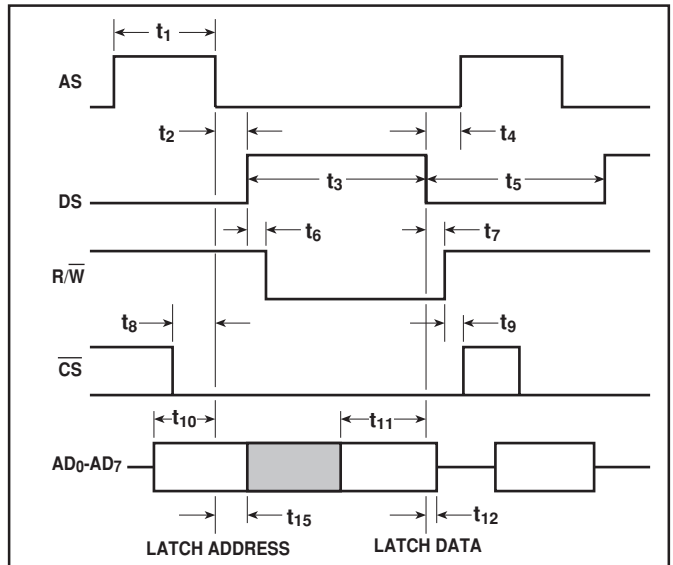 t1
AS
t2
t4
t3
t5
DS
t6
t7
R/W̅
t8
t9
C̅S̅
t10
t11
AD0-AD7
t15
t12
LATCH ADDRESS
LATCH DATA